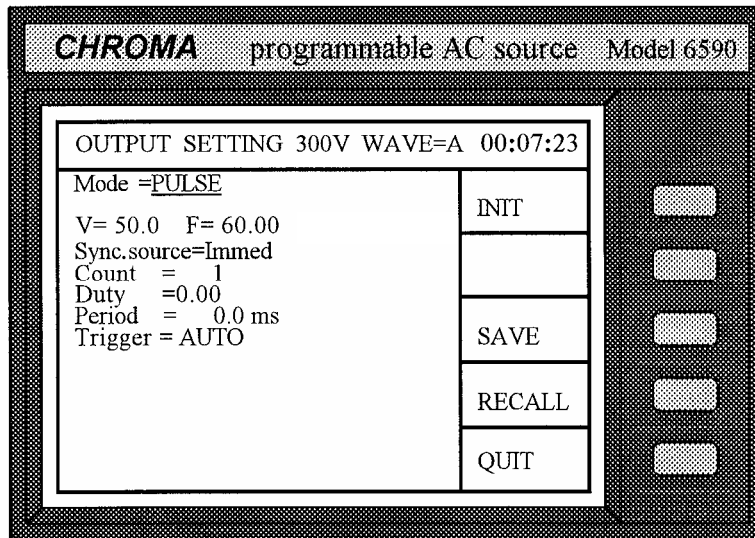 CHROMA programmable AC source Model 6590
OUTPUT SETTING 300V WAVE=A 00:07:23
Mode =PULSE
V= 50.0 F= 60.00
Sync.source=Immed
Count = 1
Duty =0.00
Period = 0.0 ms
Trigger = AUTO
INIT
SAVE
RECALL
QUIT